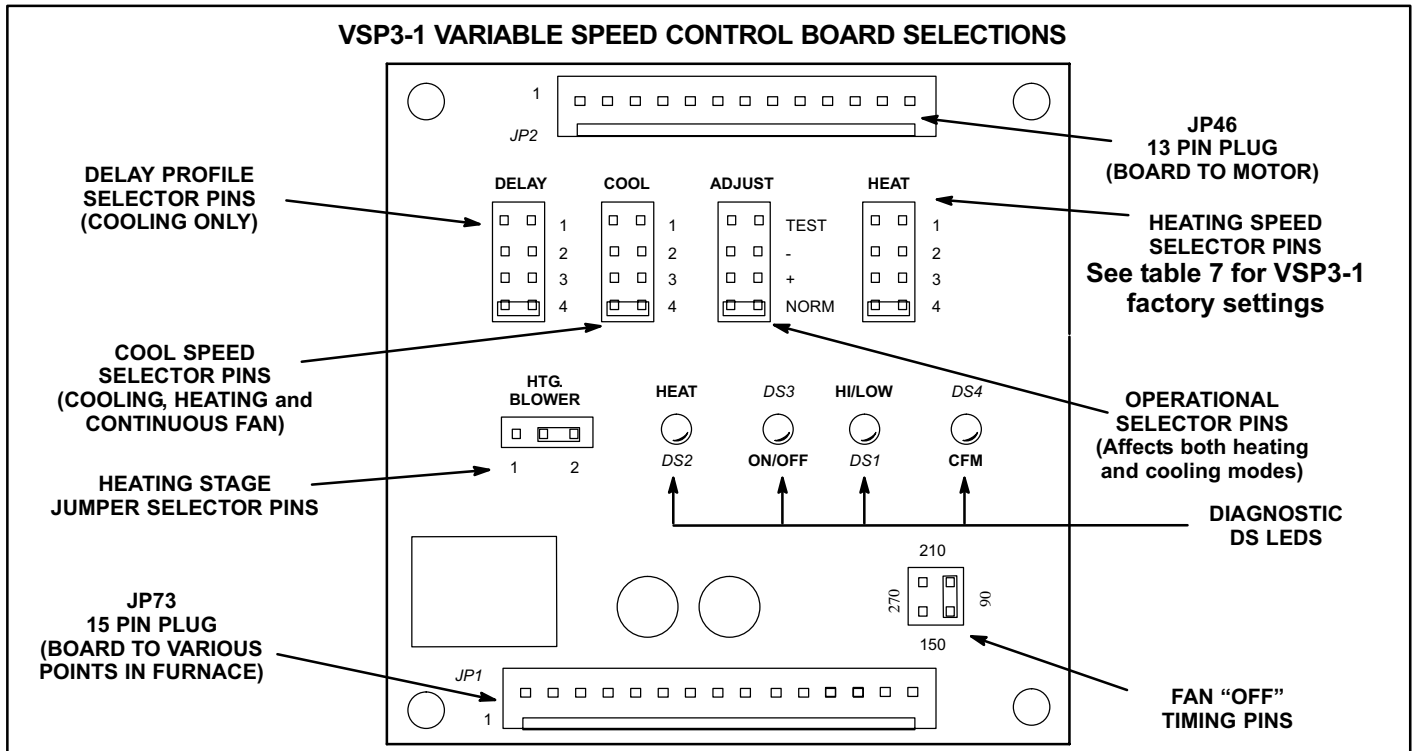 VSP3-1 VARIABLE SPEED CONTROL BOARD SELECTIONS
1
JP2
JP46
13 PIN PLUG
(BOARD TO MOTOR)
DELAY PROFILE
SELECTOR PINS
(COOLING ONLY)
DELAY
1
2
3
4
COOL
1
2
3
4
ADJUST
TEST
-
+
NORM
HEAT
1
2
3
4
HEATING SPEED
SELECTOR PINS
See table 7 for VSP3-1
factory settings
COOL SPEED
SELECTOR PINS
(COOLING, HEATING and
CONTINUOUS FAN)
HTG.
BLOWER
1 2
HEAT
DS2
DS3
ON/OFF
HI/LOW
DS1
DS4
CFM
OPERATIONAL
SELECTOR PINS
(Affects both heating
and cooling modes)
HEATING STAGE
JUMPER SELECTOR PINS
DIAGNOSTIC
DS LEDS
210
270
90
150
JP73
15 PIN PLUG
(BOARD TO VARIOUS
POINTS IN FURNACE)
JP1
1
FAN “OFF”
TIMING PINS